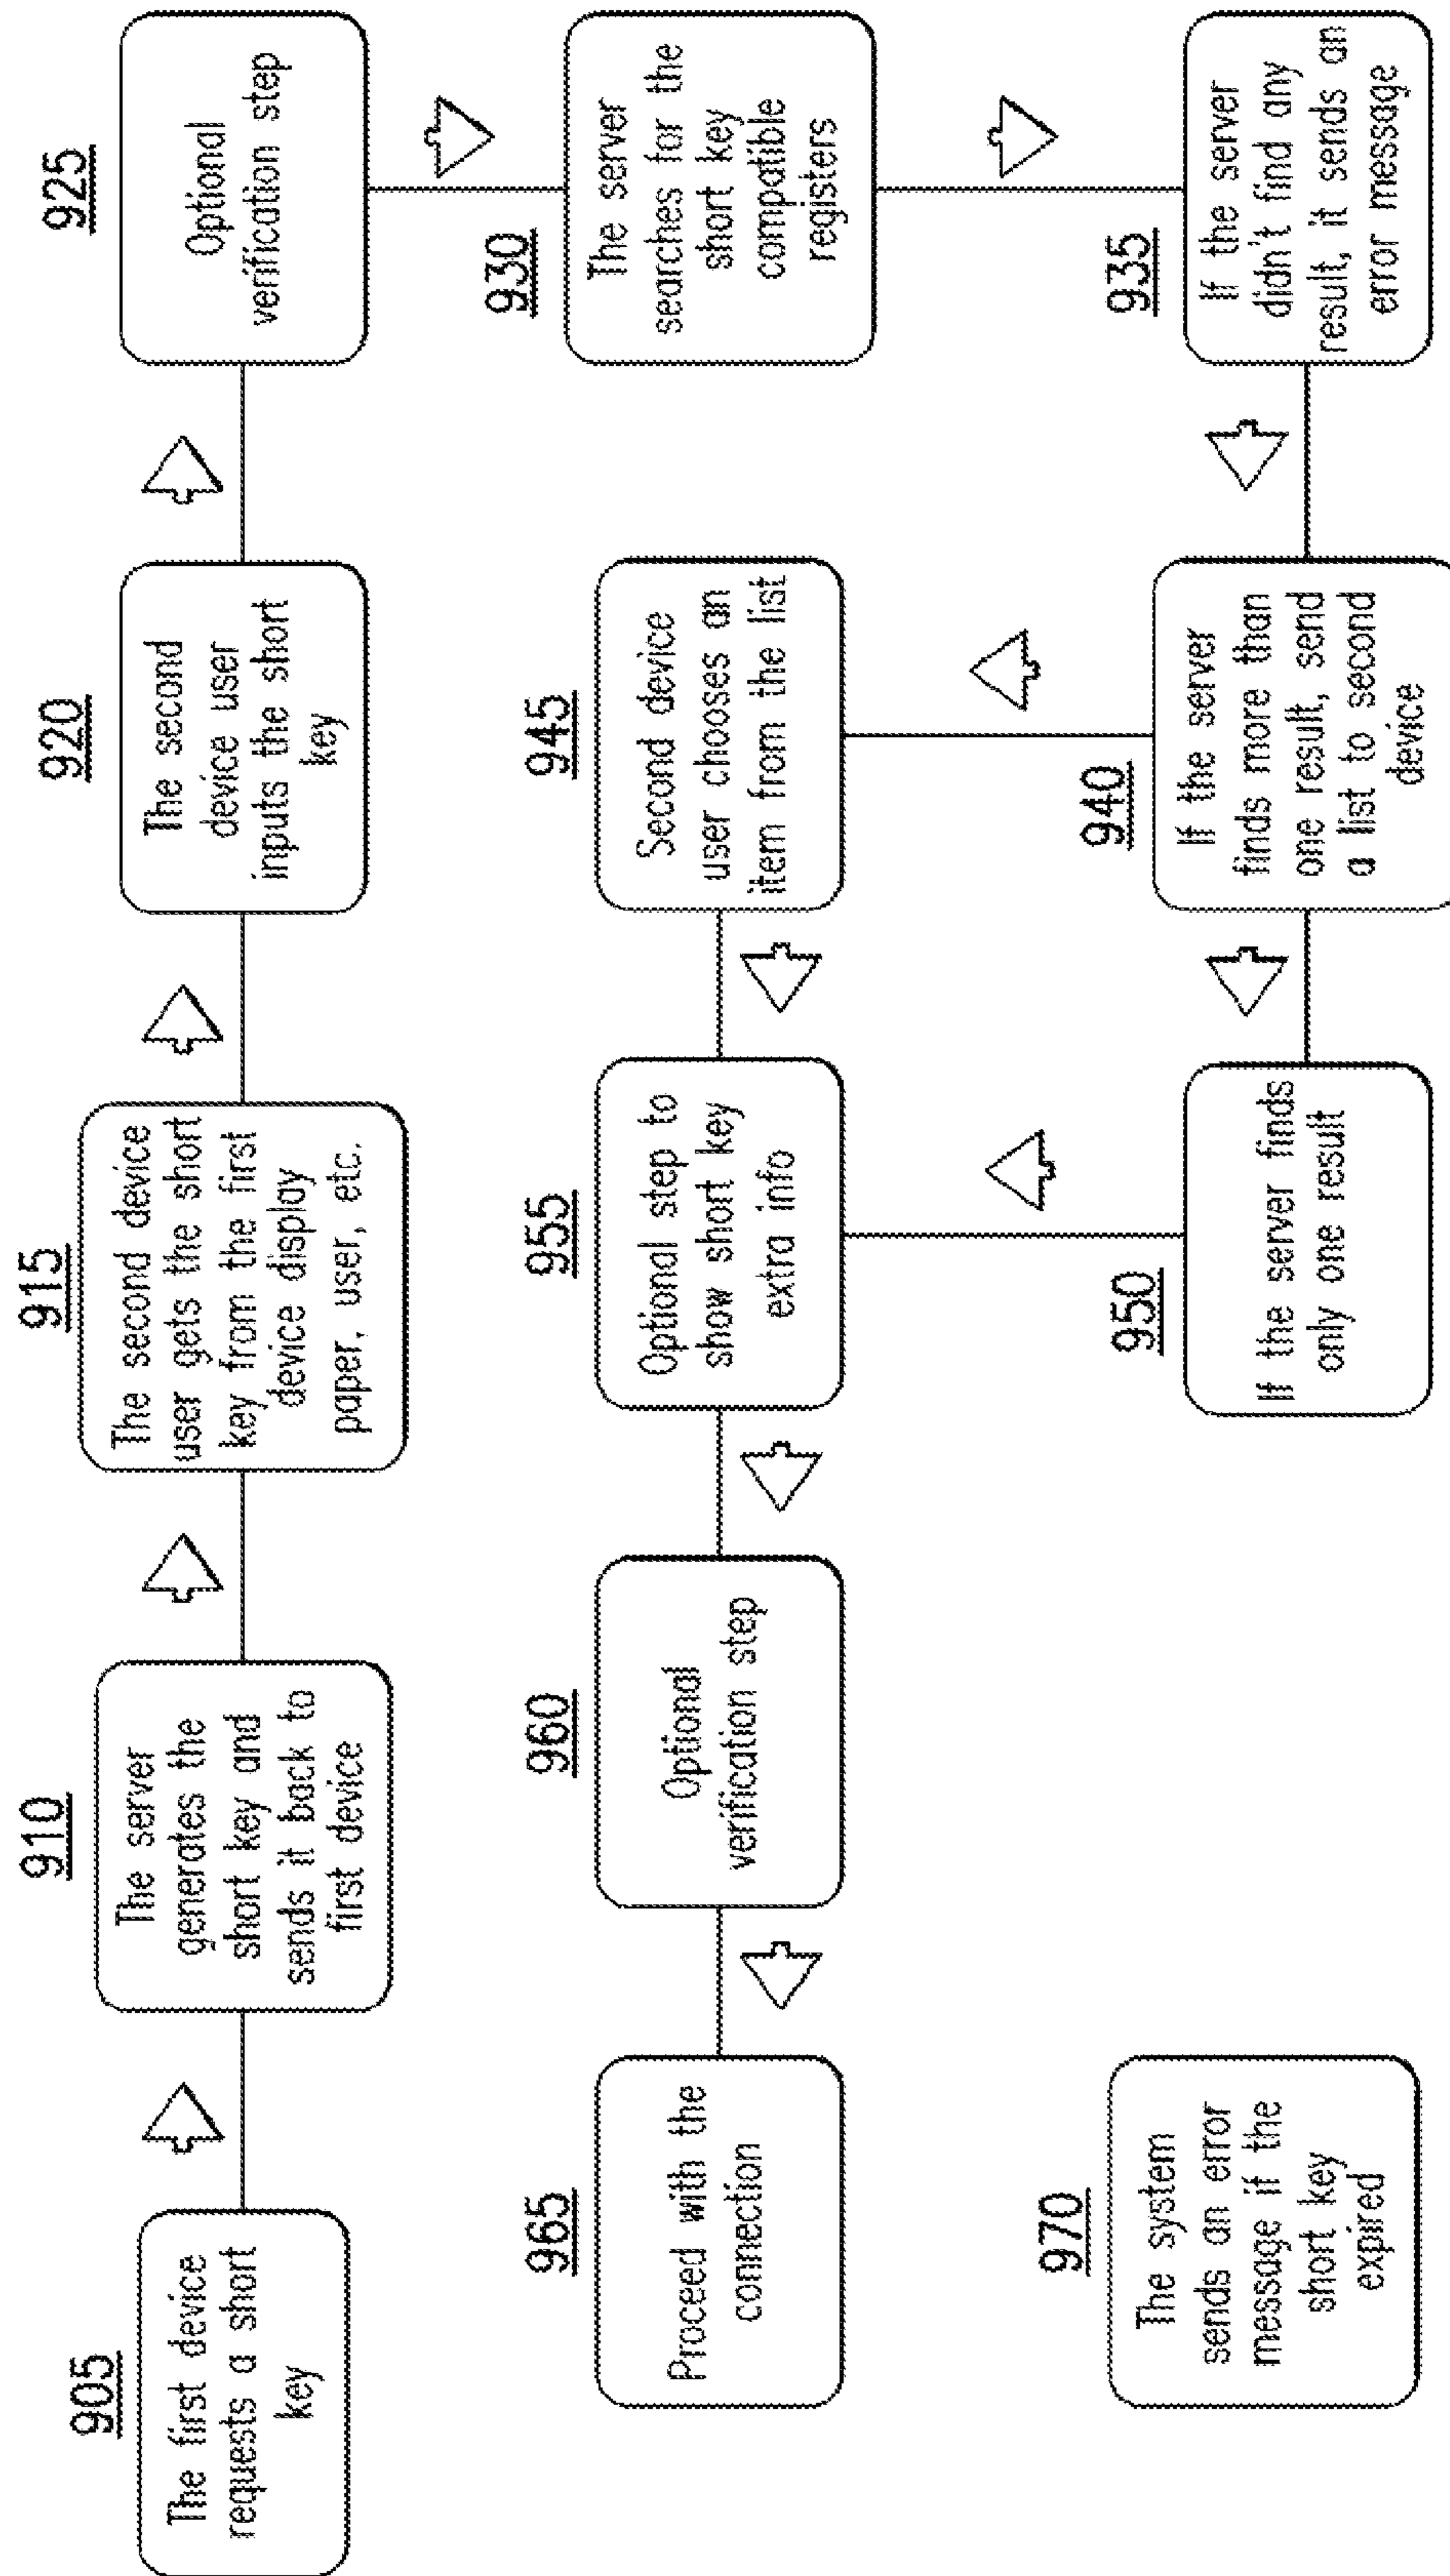 905
The first device
requests a short
key
910
The server
generates the
short key and
sends it back to
first device
915
The second device
user gets the short
key from the first
device display
paper, user, etc.
920
The second
device user
inputs the short
key
925
Optional
verification step
930
The server
searches for the
short key
compatible
registers
935
If the server
didn't find any
result, it sends an
error message
940
If the server
finds more than
one result, send
a list to second
device
945
Second device
user chooses an
item from the list
950
If the server finds
only one result
955
Optional step to
show short key
extra info
960
Optional
verification step
965
Proceed with the
connection
970
The system
sends an error
message if the
short key
expired